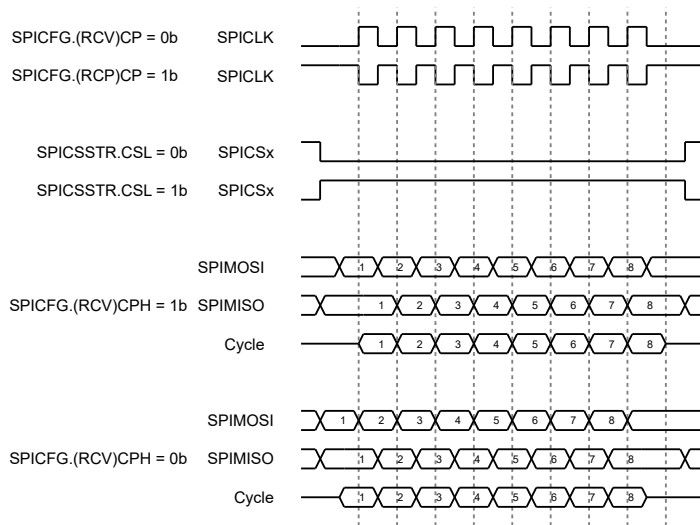 SPICFG.(RCV)CP = 0b SPICLK
SPICFG.(RCP)CP = 1b SPICLK
SPICSSTR.CSL = 0b SPICSx
SPICSSTR.CSL = 1b SPICSx
SPIMOSI 1 2 3 4 5 6 7 8
SPICFG.(RCV)CPH = 1b SPIMISO 1 2 3 4 5 6 7 8
Cycle 1 2 3 4 5 6 7 8
SPIMOSI 1 2 3 4 5 6 7 8
SPICFG.(RCV)CPH = 0b SPIMISO 1 2 3 4 5 6 7 8
Cycle 1 2 3 4 5 6 7 8